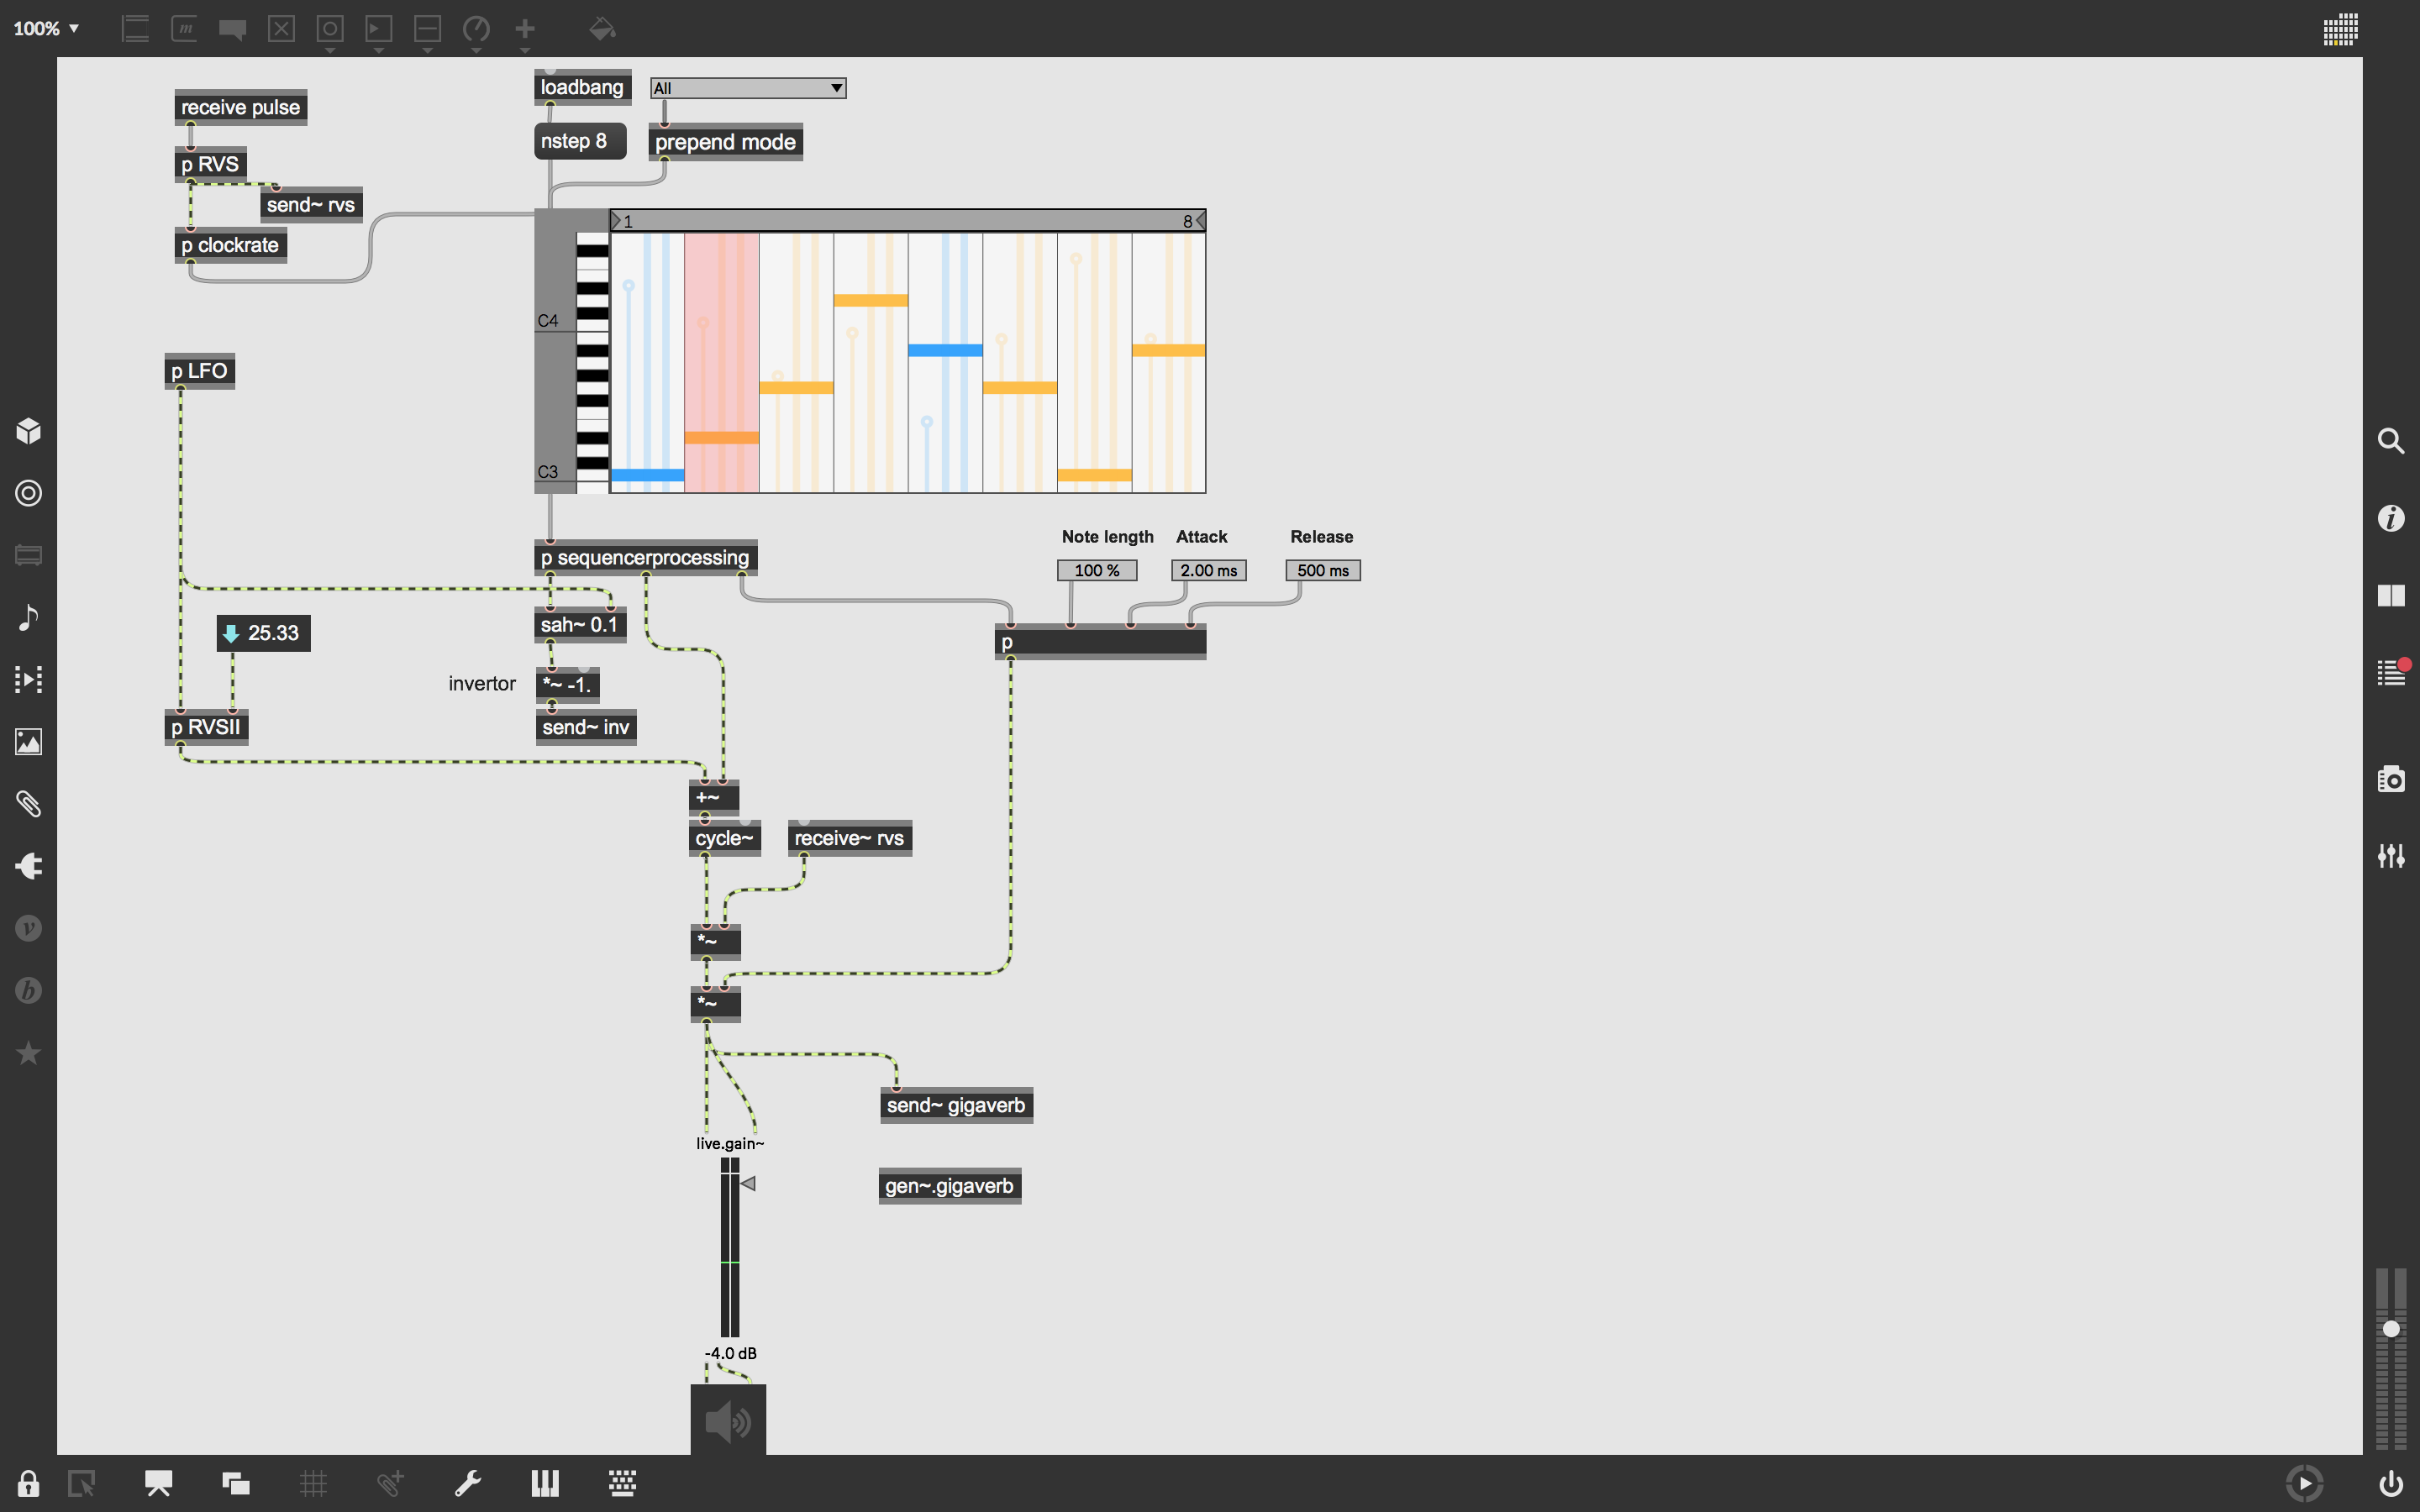 100%
m
loadbang
All
receive pulse
nstep 8
prepend mode
p RVS
send~ rvs
1
8
p clockrate
C4
p LFO
C3
Note length
Attack
Release
p sequencerprocessing
100 %
2.00 ms
500 ms
sah~ 0.1
25.33
p
invertor
*~ -1.
p RVSII
send~ inv
+~
cycle~
receive~ rvs
*~
*~
send~ gigaverb
live.gain~
gen~.gigaverb
-4.0 dB
i
v
b